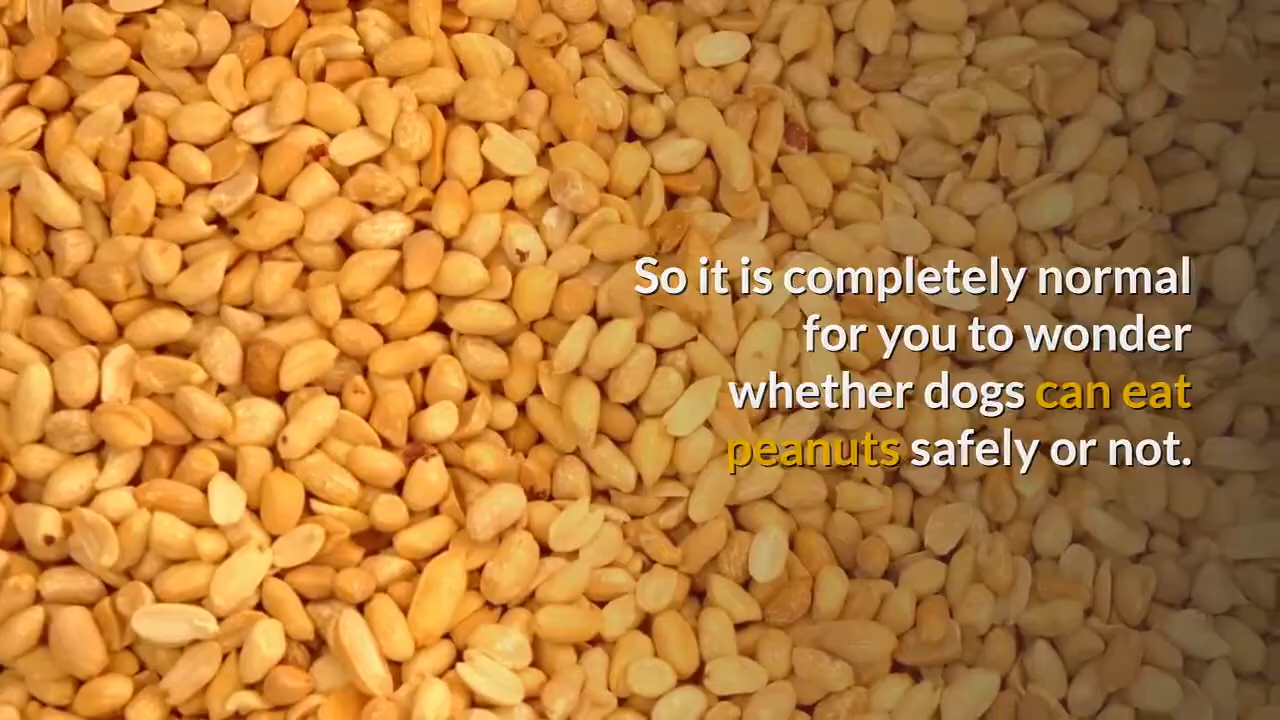 So it is completely normal
for you to wonder
whether dogs can eat
peanuts safely or not.